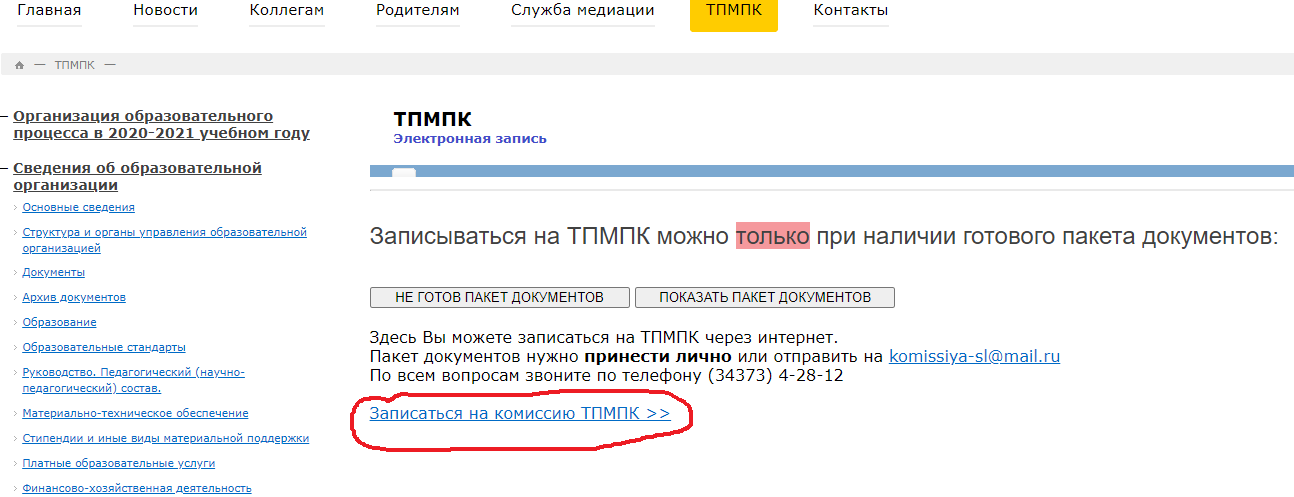 Главная Новости Коллегам Родителям Служба медиации ТПМПК Контакты
— ТПМПК —
Организация образовательного
процесса в 2020-2021 учебном году
Сведения об образовательной
организации
Основные сведения
Структура и органы управления образовательной
организацией
Документы
Архив документов
Образование
Образовательные стандарты
Руководство. Педагогический (научно-
педагогический) состав.
Материально-техническое обеспечение
Стипендии и иные виды материальной поддержки
Платные образовательные услуги
Финансово-хозяйственная деятельность
ТПМПК
Электронная запись
Записываться на ТПМПК можно только при наличии готового пакета документов:
НЕ ГОТОВ ПАКЕТ ДОКУМЕНТОВ ПОКАЗАТЬ ПАКЕТ ДОКУМЕНТОВ
Здесь Вы можете записаться на ТПМПК через интернет.
Пакет документов нужно принести лично или отправить на komissiya-sl@mail.ru
По всем вопросам звоните по телефону (34373) 4-28-12
Записаться на комиссию ТПМПК >>